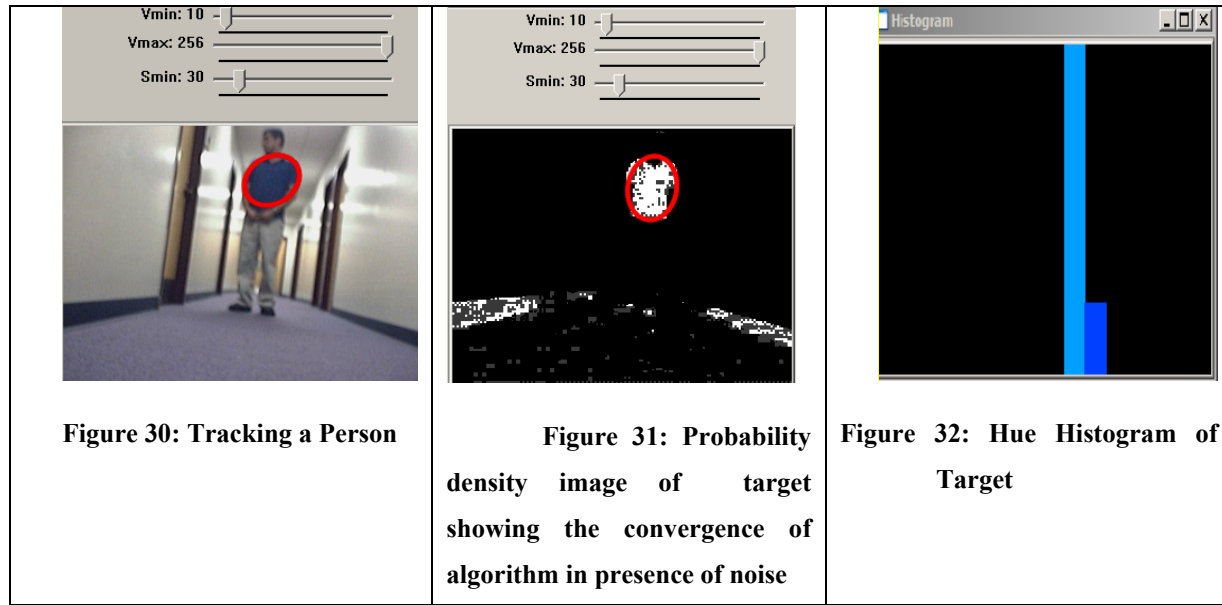 Vmin: 10
Vmax: 256
Smin: 30
Figure 30: Tracking a Person
Vmin: 10
Vmax: 256
Smin: 30
Figure 31: Probability
density image of target
showing the convergence of
algorithm in presence of noise
Histogram
Figure 32: Hue Histogram of
Target